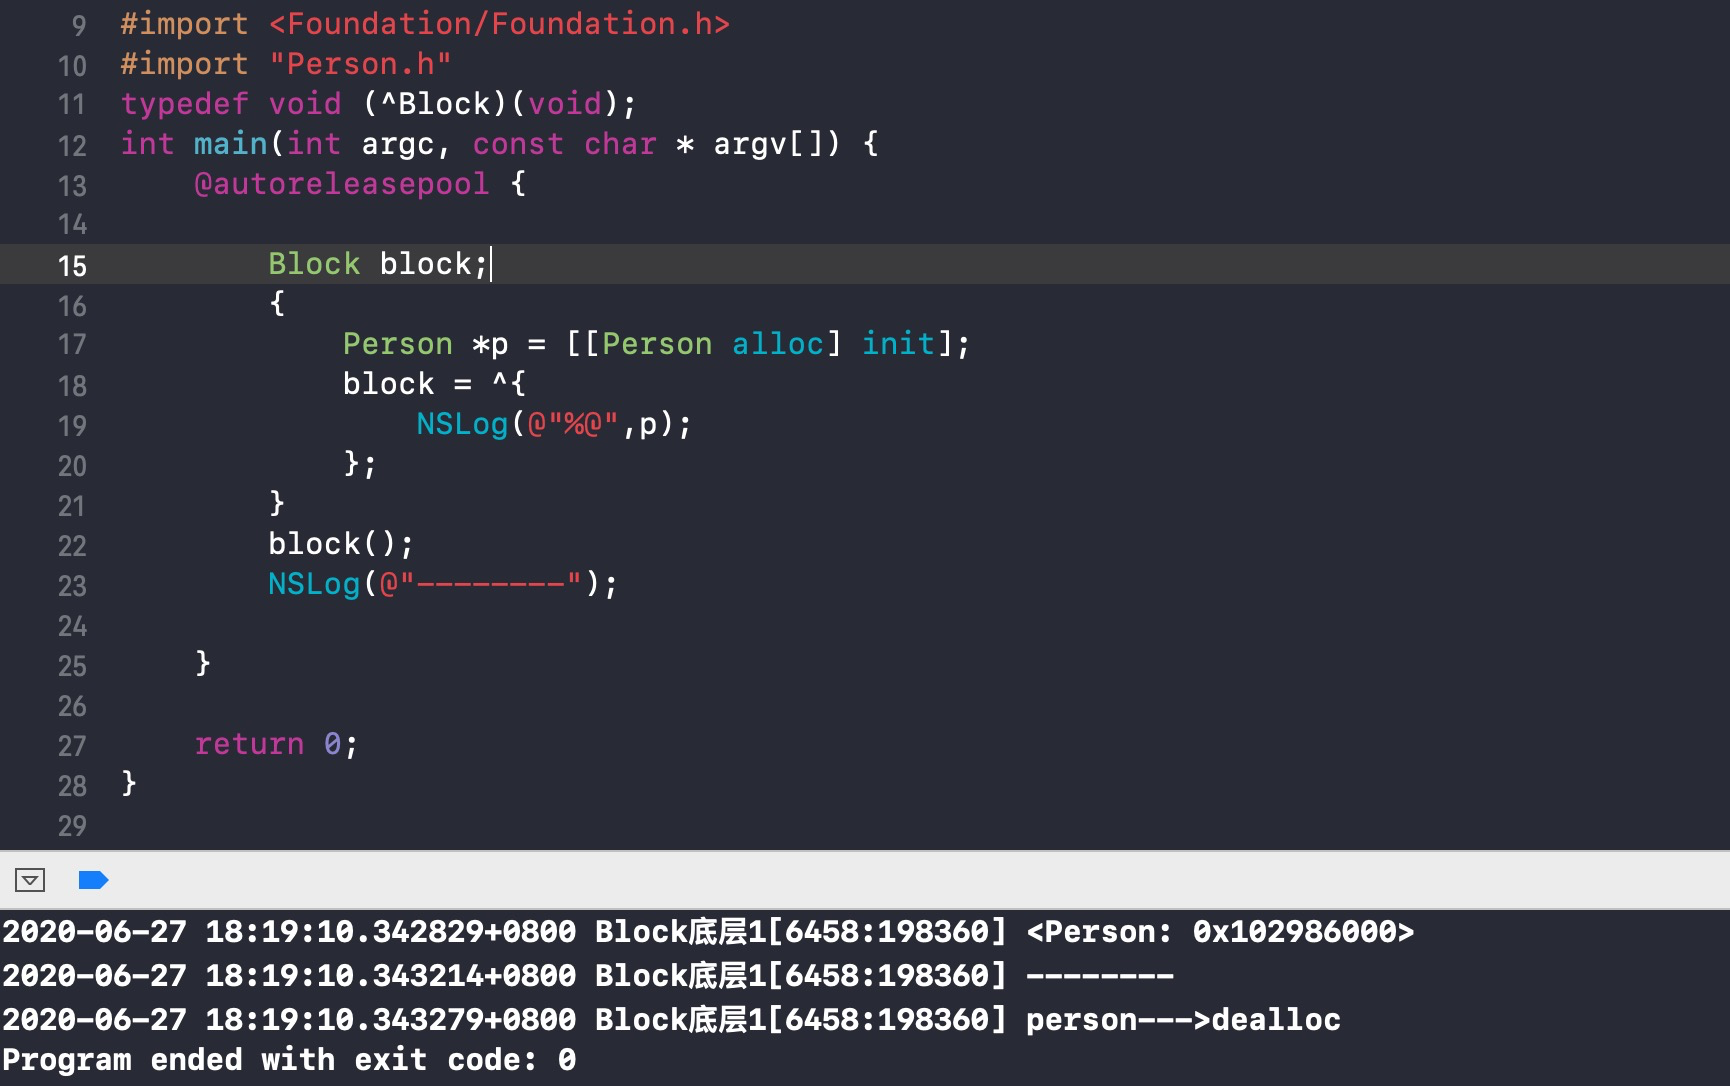 9 #import <Foundation/Foundation.h>
10 #import "Person.h"
11 typedef void (^Block)(void);
12 int main(int argc, const char * argv[]) {
13     @autoreleasepool {
14
15         Block block;
16         {
17             Person *p = [[Person alloc] init];
18             block = ^{
19                 NSLog(@"%@",p);
20             };
21         }
22         block();
23         NSLog(@"--------");
24
25     }
26
27     return 0;
28 }
29
2020-06-27 18:19:10.342829+0800 Block底层1[6458:198360] <Person: 0x102986000>
2020-06-27 18:19:10.343214+0800 Block底层1[6458:198360] --------
2020-06-27 18:19:10.343279+0800 Block底层1[6458:198360] person--->dealloc
Program ended with exit code: 0